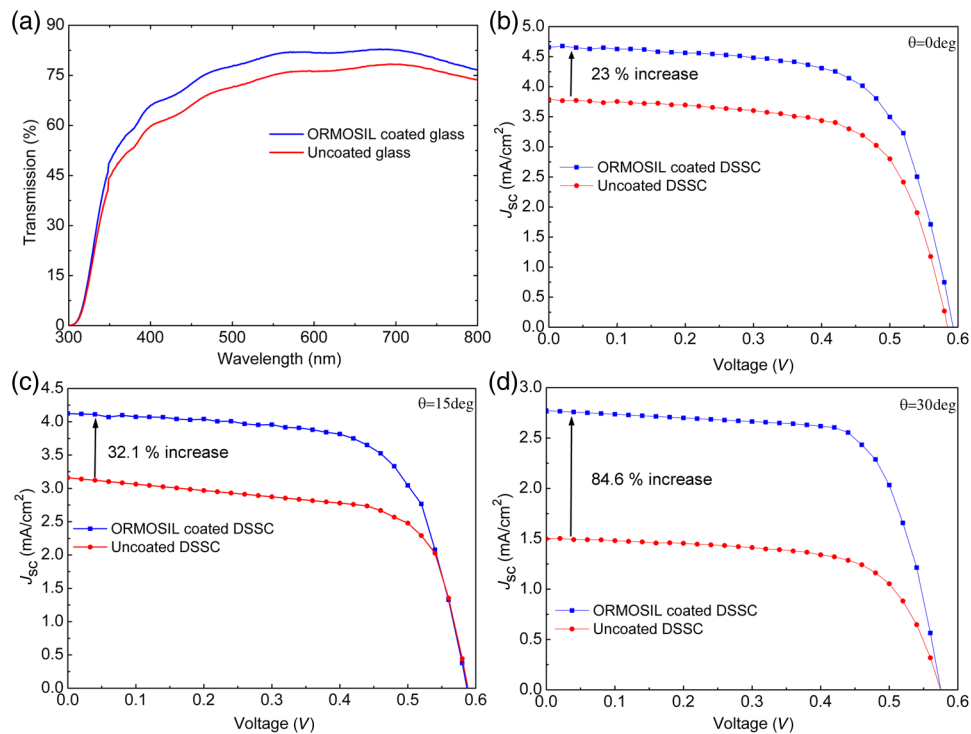 (a)
90
75
60
45
30
15
0
Transmission (%)
ORMOSIL coated glass
Uncoated glass
300 400 500 600 700 800
Wavelength (nm)
(b)
θ=0deg
5.0
4.5
4.0
3.5
3.0
2.5
2.0
1.5
1.0
0.5
0.0
Jsc (mA/cm²)
23 % increase
ORMOSIL coated DSSC
Uncoated DSSC
0.0 0.1 0.2 0.3 0.4 0.5 0.6
Voltage (V)
(c)
θ=15deg
4.5
4.0
3.5
3.0
2.5
2.0
1.5
1.0
0.5
0.0
Jsc (mA/cm²)
32.1 % increase
ORMOSIL coated DSSC
Uncoated DSSC
0.0 0.1 0.2 0.3 0.4 0.5 0.6
Voltage (V)
(d)
θ=30deg
3.0
2.5
2.0
1.5
1.0
0.5
0.0
Jsc (mA/cm²)
84.6 % increase
ORMOSIL coated DSSC
Uncoated DSSC
0.0 0.1 0.2 0.3 0.4 0.5 0.6
Voltage (V)